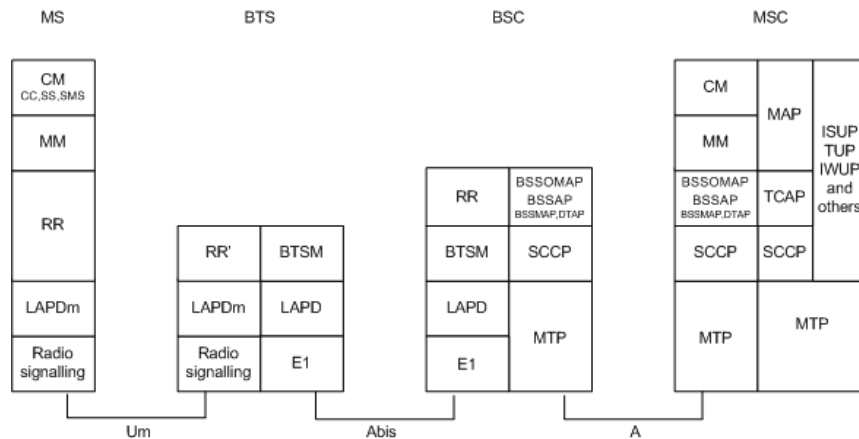 MS
BTS
BSC
MSC
CM
CC,SS,SMS
MM
RR
LAPDm
Radio
signalling
RR'
BTSM
LAPDm
LAPD
Radio
signalling
E1
RR
BSSOMAP
BSSAP
BSSMAP,DTAP
BTSM
SCCP
LAPD
E1
MTP
CM
MM
MAP
ISUP
TUP
IWUP
and
others
BSSOMAP
BSSAP
BSSMAP,DTAP
TCAP
SCCP
SCCP
MTP
MTP
Um
Abis
A